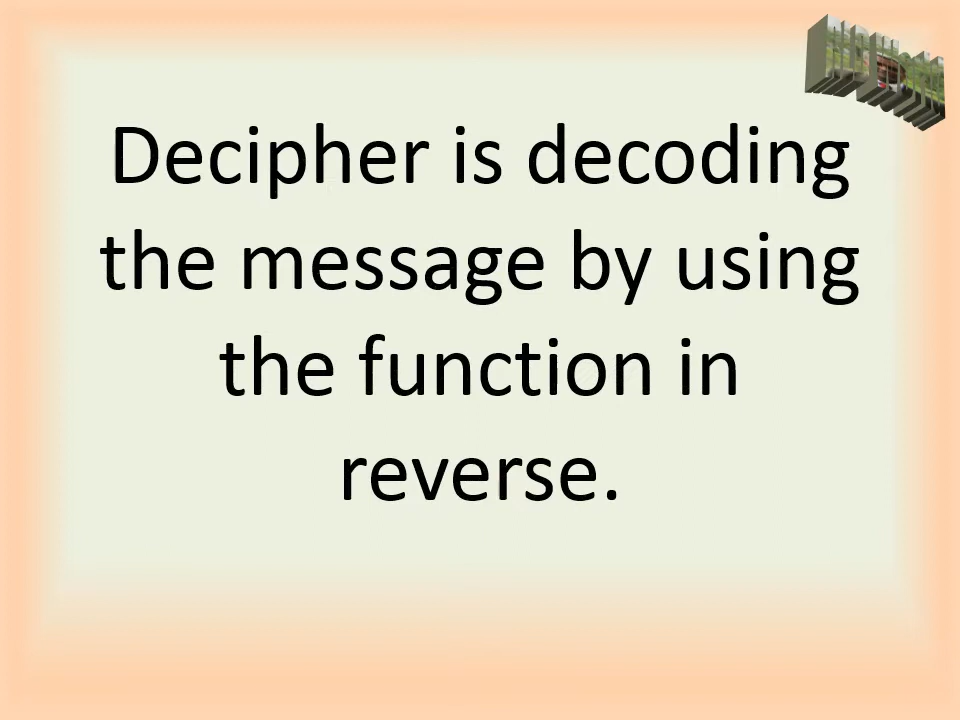 Decipher is decoding
the message by using
the function in
reverse.